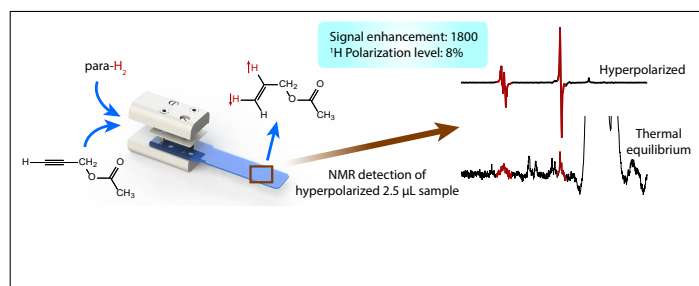 Signal enhancement: 1800
¹H Polarization level: 8%
para-H₂
↑H
CH₂
O
O
CH₃
↓H
H
Hyperpolarized
Thermal
equilibrium
H
CH₂
O
O
CH₃
NMR detection of
hyperpolarized 2.5 µL sample